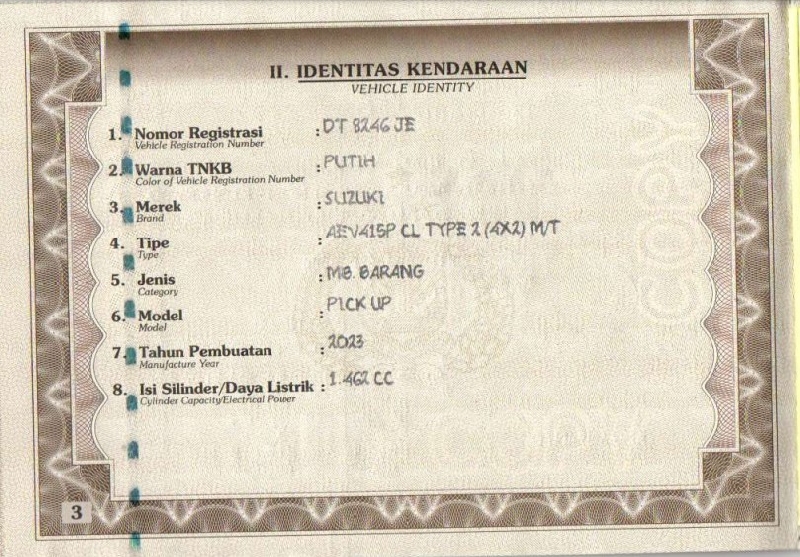 II. IDENTITAS KENDARAAN
VEHICLE IDENTITY
1. Nomor Registrasi : DT 8246 JE
Vehicle Registration Number
2. Warna TNKB : PUTIH
Color of Vehicle Registration Number
3. Merek : SUZUKI
Brand
4. Tipe : AEV415P CL TYPE 2 (4X2) M/T
Type
5. Jenis : MB. BARANG
Category
6. Model : PICK UP
Model
7. Tahun Pembuatan : 2023
Manufacture Year
8. Isi Silinder/Daya Listrik : 1.462 CC
Cylinder Capacity/Electrical Power
3